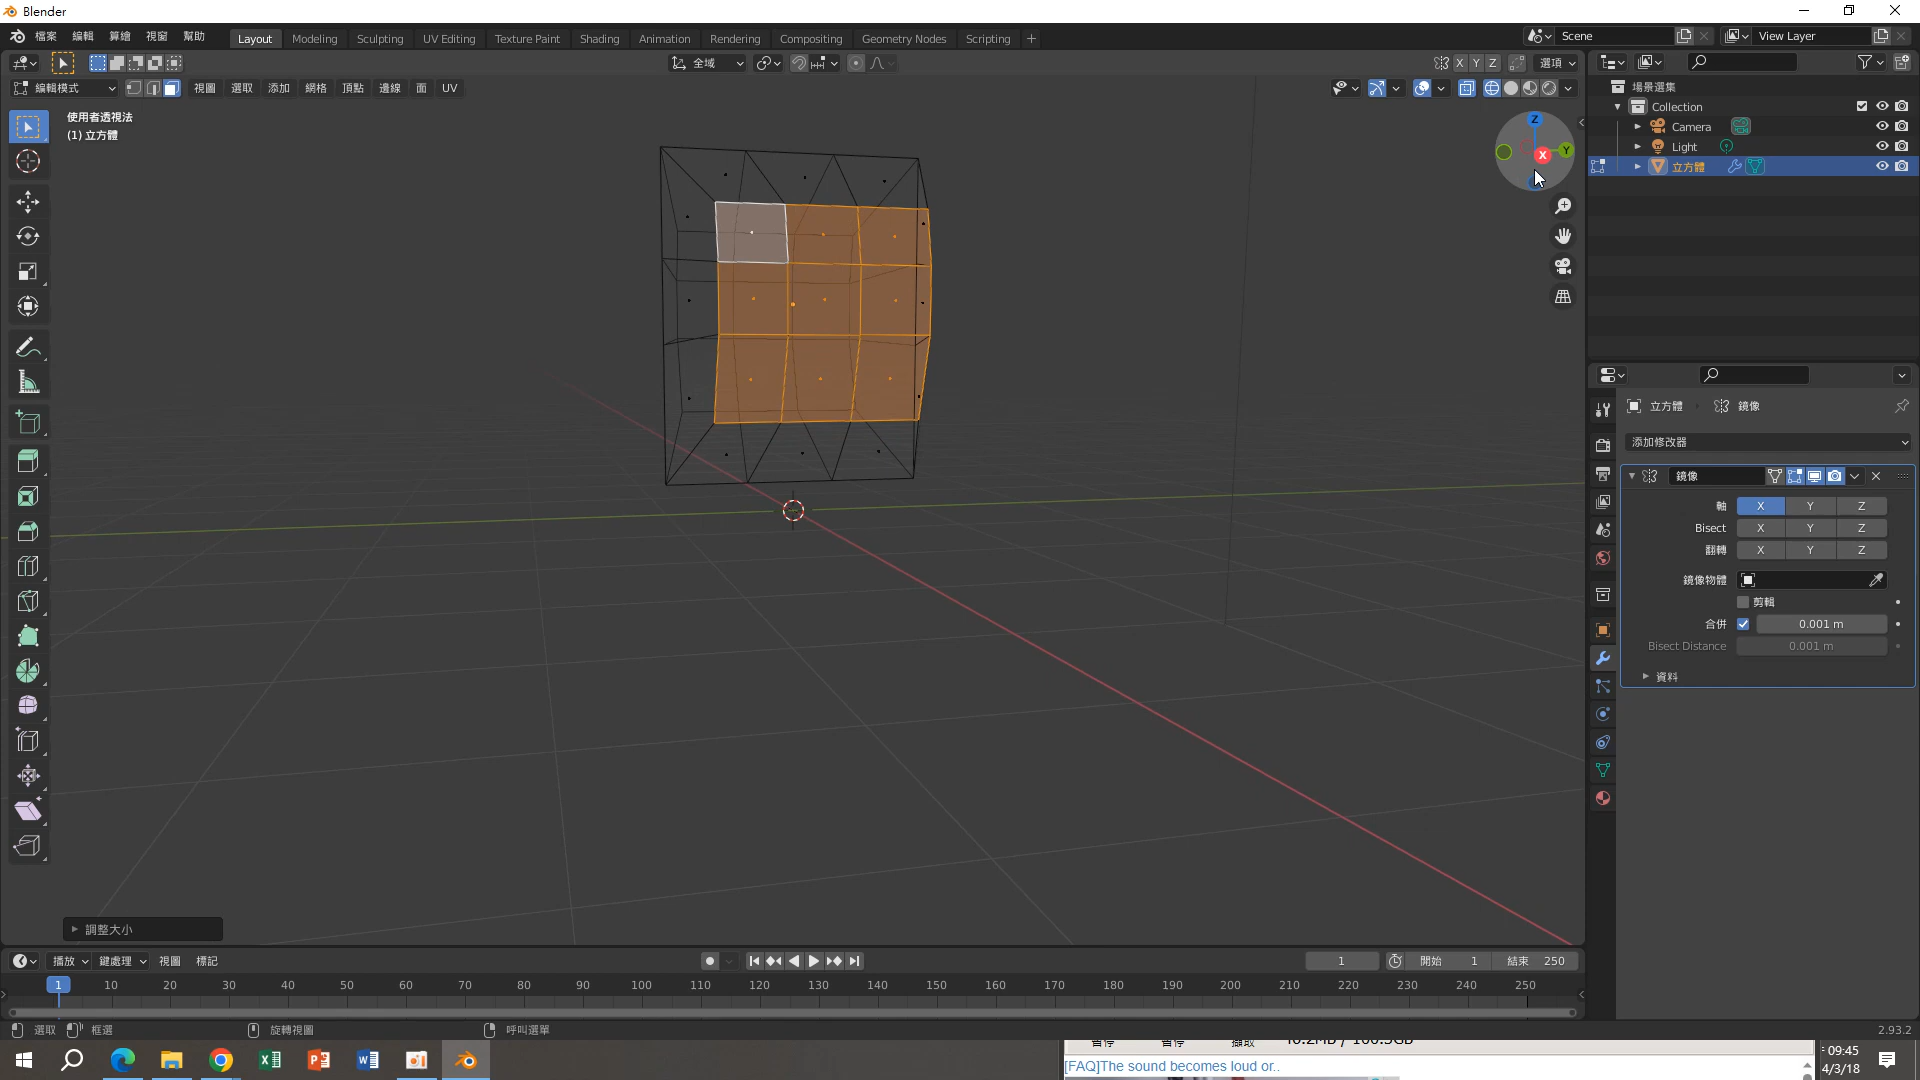 Blender
檔案 編輯 算繪 視窗 幫助 Layout Modeling Sculpting UV Editing Texture Paint Shading Animation Rendering Compositing Geometry Nodes Scripting + Scene View Layer
全域 X Y Z 選項
編輯模式 視圖 選取 添加 網格 頂點 邊線 面 UV
使用者透視法
(1) 立方體
Z
X
Y
場景選集
Collection
Camera
Light
立方體
立方體 鏡像
添加修改器
鏡像
軸 X Y Z
Bisect X Y Z
翻轉 X Y Z
鏡像物體
剪輯
合併 0.001 m
Bisect Distance 0.001 m
資料
調整大小
播放 鍵處理 視圖 標記 1 開始 1 結束 250
1 10 20 30 40 50 60 70 80 90 100 110 120 130 140 150 160 170 180 190 200 210 220 230 240 250
選取 框選 旋轉視圖 呼叫選單 2.93.2
[FAQ]The sound becomes loud or..
09:45
4/3/18